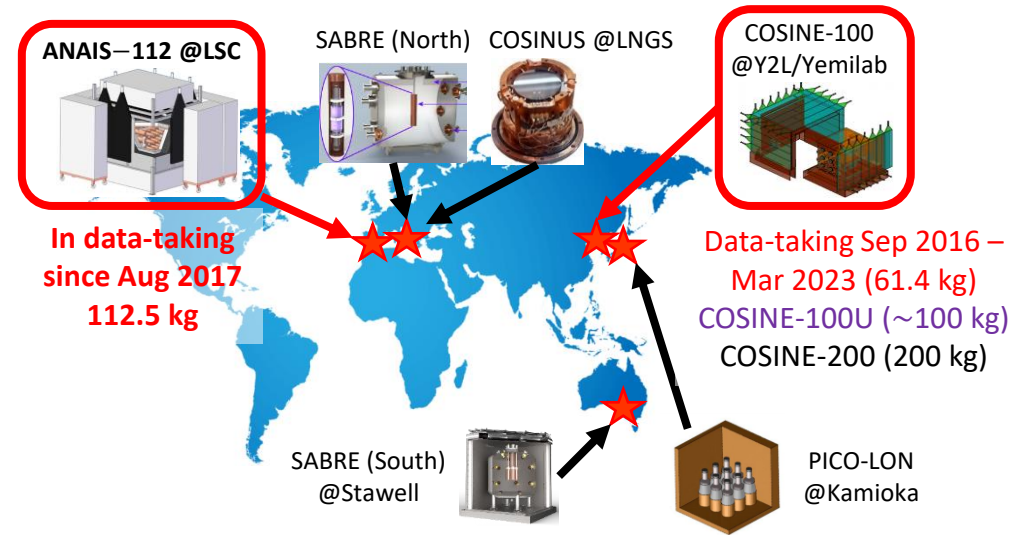 ANAIS−112 @LSC
SABRE (North)
COSINUS @LNGS
COSINE-100
@Y2L/Yemilab
In data-taking
since Aug 2017
112.5 kg
Data-taking Sep 2016 –
Mar 2023 (61.4 kg)
COSINE-100U (~100 kg)
COSINE-200 (200 kg)
SABRE (South)
@Stawell
PICO-LON
@Kamioka